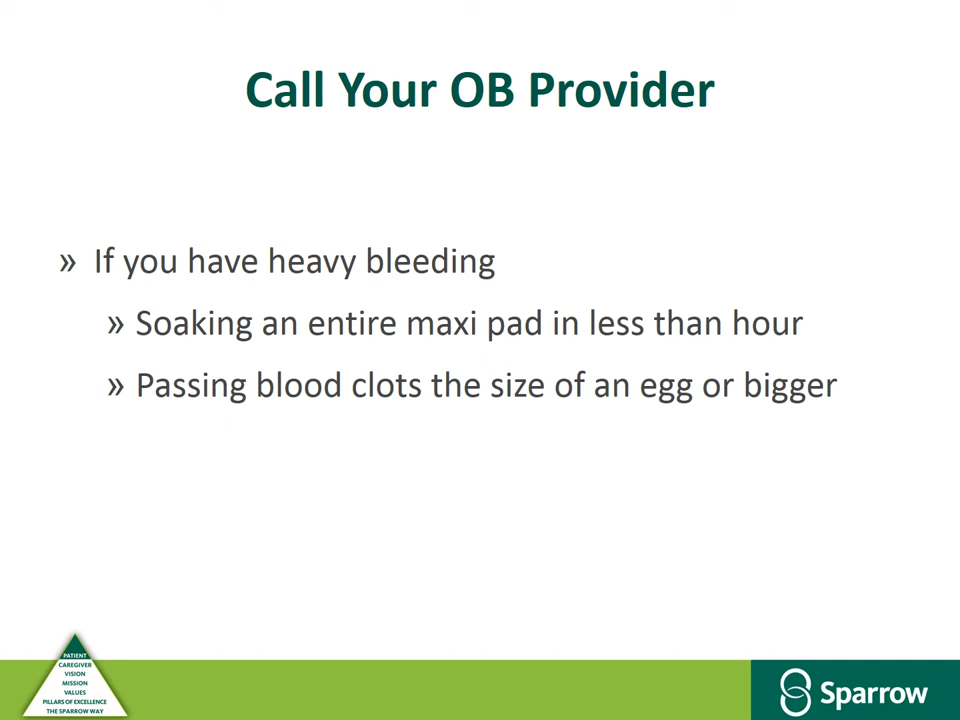 Call Your OB Provider
» If you have heavy bleeding
» Soaking an entire maxi pad in less than hour
» Passing blood clots the size of an egg or bigger
PATIENT
CAREGIVER
VISION
MISSION
VALUES
PILLARS OF EXCELLENCE
THE SPARROW WAY
Sparrow